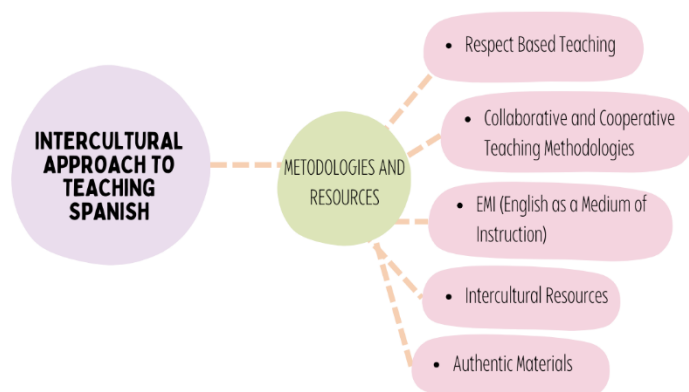 INTERCULTURAL
APPROACH TO
TEACHING
SPANISH
METODOLOGIES AND
RESOURCES
• Respect Based Teaching
• Collaborative and Cooperative
Teaching Methodologies
• EMI (English as a Medium of
Instruction)
• Intercultural Resources
• Authentic Materials